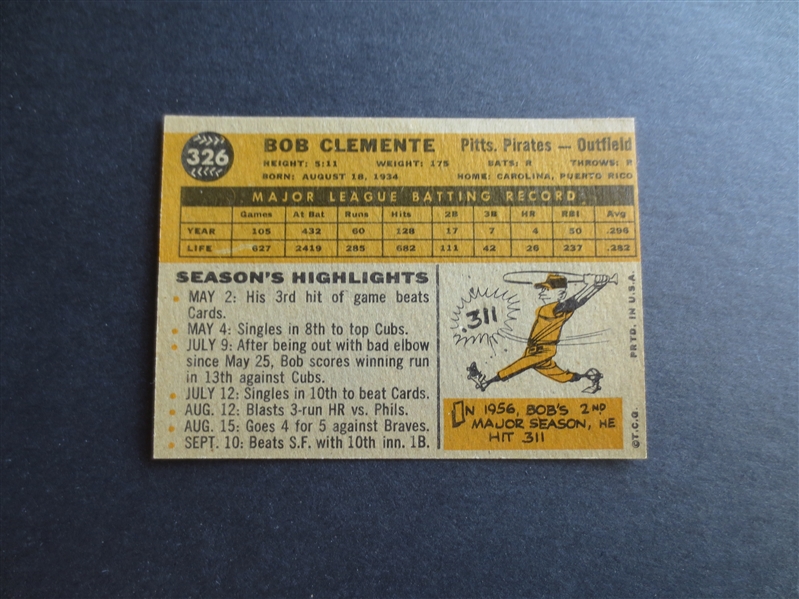 326
BOB CLEMENTE Pitts. Pirates — Outfield
HEIGHT: 5:11 WEIGHT: 175 BATS: R THROWS: R
BORN: AUGUST 18, 1934 HOME: CAROLINA, PUERTO RICO
MAJOR LEAGUE BATTING RECORD
Games At Bat Runs Hits 2B 3B HR RBI Avg
YEAR 105 432 60 128 17 7 4 50 .296
LIFE 627 2419 285 682 111 42 26 237 .282
SEASON'S HIGHLIGHTS
MAY 2: His 3rd hit of game beats
Cards.
MAY 4: Singles in 8th to top Cubs.
JULY 9: After being out with bad elbow
since May 25, Bob scores winning run
in 13th against Cubs.
JULY 12: Singles in 10th to beat Cards.
AUG. 12: Blasts 3-run HR vs. Phils.
AUG. 15: Goes 4 for 5 against Braves.
SEPT. 10: Beats S.F. with 10th inn. 1B.
.311
IN 1956, BOB'S 2ND
MAJOR SEASON, HE
HIT .311
©T.C.G. PRTD. IN U.S.A.